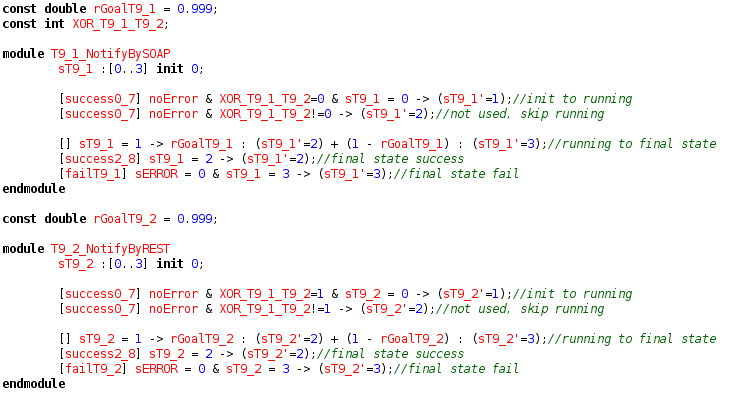 const double rGoalT9_1 = 0.999;
const int XOR_T9_1_T9_2;

module T9_1_NotifyBySOAP
        sT9_1 :[0..3] init 0;

        [success0_7] noError & XOR_T9_1_T9_2=0 & sT9_1 = 0 -> (sT9_1'=1);//init to running
        [success0_7] noError & XOR_T9_1_T9_2!=0 -> (sT9_1'=2);//not used, skip running

        [] sT9_1 = 1 -> rGoalT9_1 : (sT9_1'=2) + (1 - rGoalT9_1) : (sT9_1'=3);//running to final state
        [success2_8] sT9_1 = 2 -> (sT9_1'=2);//final state success
        [failT9_1] sERROR = 0 & sT9_1 = 3 -> (sT9_1'=3);//final state fail
endmodule

const double rGoalT9_2 = 0.999;

module T9_2_NotifyByREST
        sT9_2 :[0..3] init 0;

        [success0_7] noError & XOR_T9_1_T9_2=1 & sT9_2 = 0 -> (sT9_2'=1);//init to running
        [success0_7] noError & XOR_T9_1_T9_2!=1 -> (sT9_2'=2);//not used, skip running

        [] sT9_2 = 1 -> rGoalT9_2 : (sT9_2'=2) + (1 - rGoalT9_2) : (sT9_2'=3);//running to final state
        [success2_8] sT9_2 = 2 -> (sT9_2'=2);//final state success
        [failT9_2] sERROR = 0 & sT9_2 = 3 -> (sT9_2'=3);//final state fail
endmodule